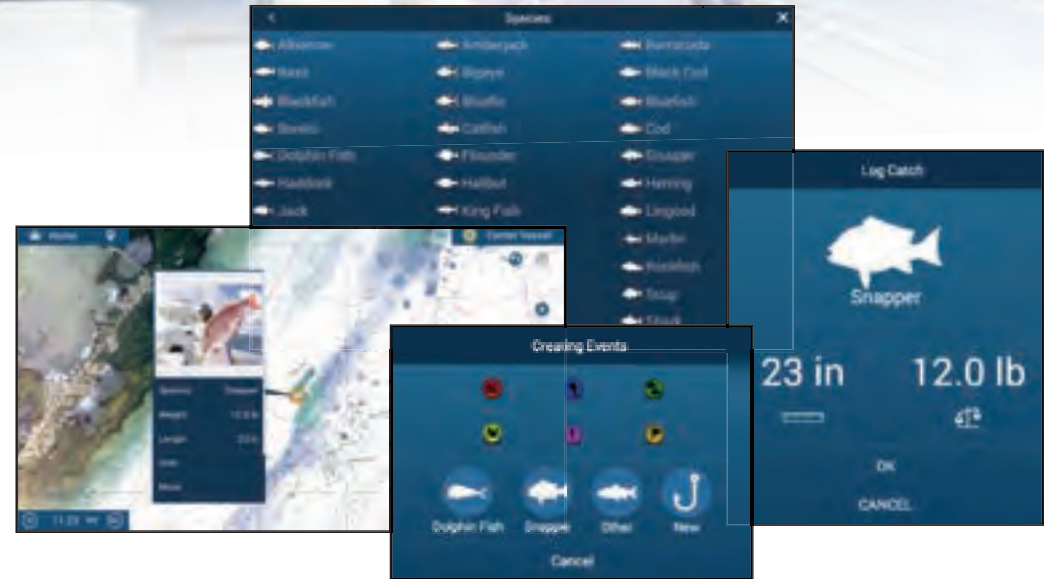 Species
Albacore Amberjack Barracuda
Bass Bigeye Black Cod
Blackfish Bluefin Bluefish
Bonito Catfish Cod
Dolphin Fish Flounder Grouper
Haddock Halibut Herring
Jack King Fish Lingcod
Marlin
Rockfish
Scup
Shark
Home Center Vessel
Species Snapper
Weight 12.0 lb
Length
More
Creating Events
Dolphin Fish Snapper Other New
Cancel
Log Catch
Snapper
23 in 12.0 lb
OK
CANCEL